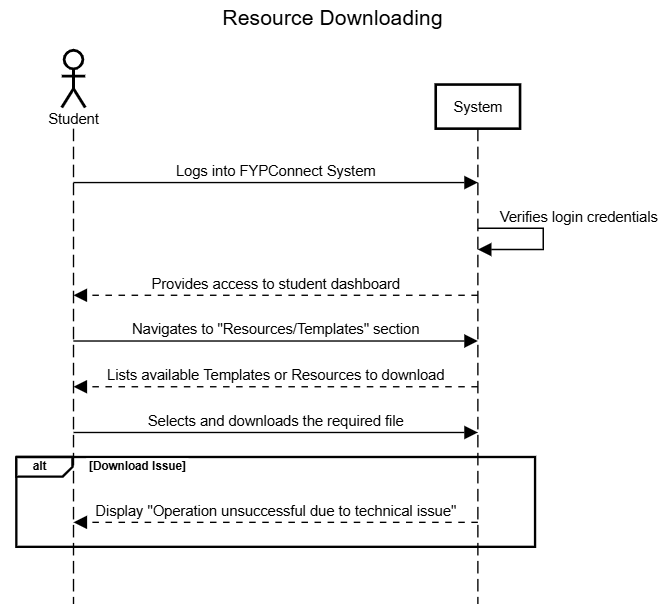 Resource Downloading
Student
System
Logs into FYPConnect System
Verifies login credentials
Provides access to student dashboard
Navigates to "Resources/Templates" section
Lists available Templates or Resources to download
Selects and downloads the required file
alt [Download Issue]
Display "Operation unsuccessful due to technical issue"